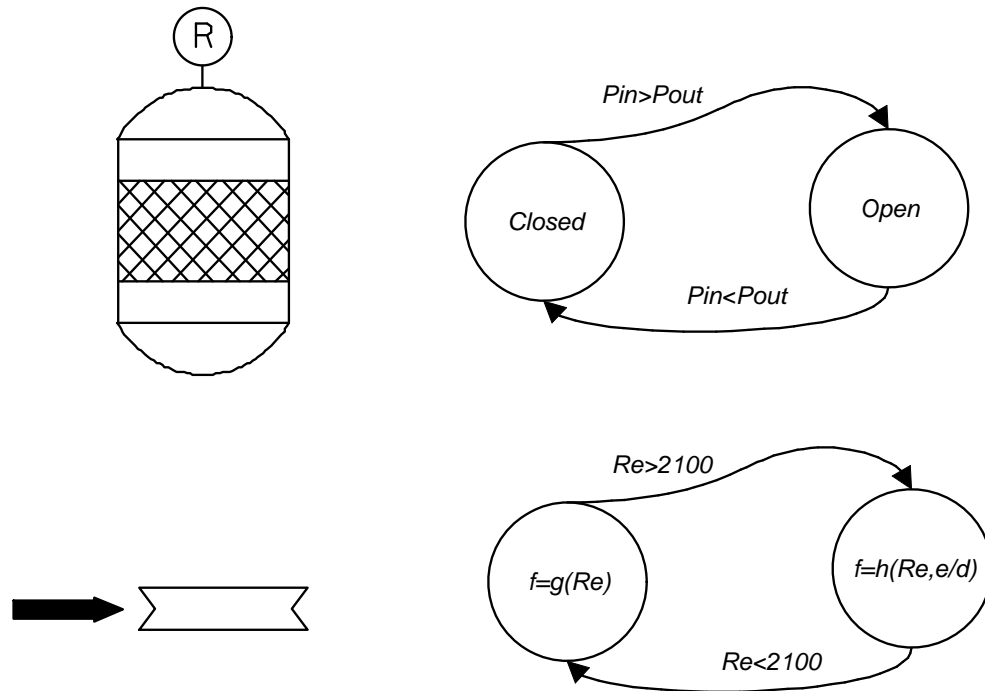 R
Pin>Pout
Closed
Open
Pin<Pout
Re>2100
f=g(Re)
f=h(Re,e/d)
Re<2100